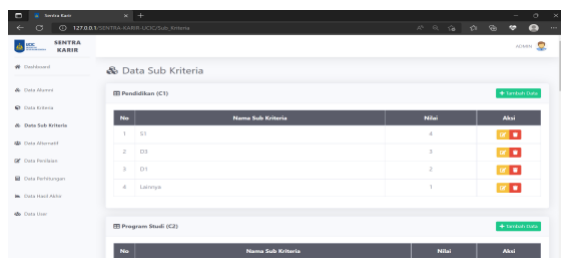 Sentra Karir
127.0.0.1/SENTRA-KARIR-UCIC/Sub_Kriteria
UCIC
SENTRA KARIR
ADMIN
Dashboard
Data Alumni
Data Kriteria
Data Sub Kriteria
Data Alternatif
Data Penilaian
Data Perhitungan
Data Hasil Akhir
Data User
Data Sub Kriteria
Pendidikan (C1)
+ Tambah Data
No Nama Sub Kriteria Nilai Aksi
1 S1 4
2 D3 3
3 D1 2
4 Lainnya 1
Program Studi (C2)
+ Tambah Data
No Nama Sub Kriteria Nilai Aksi